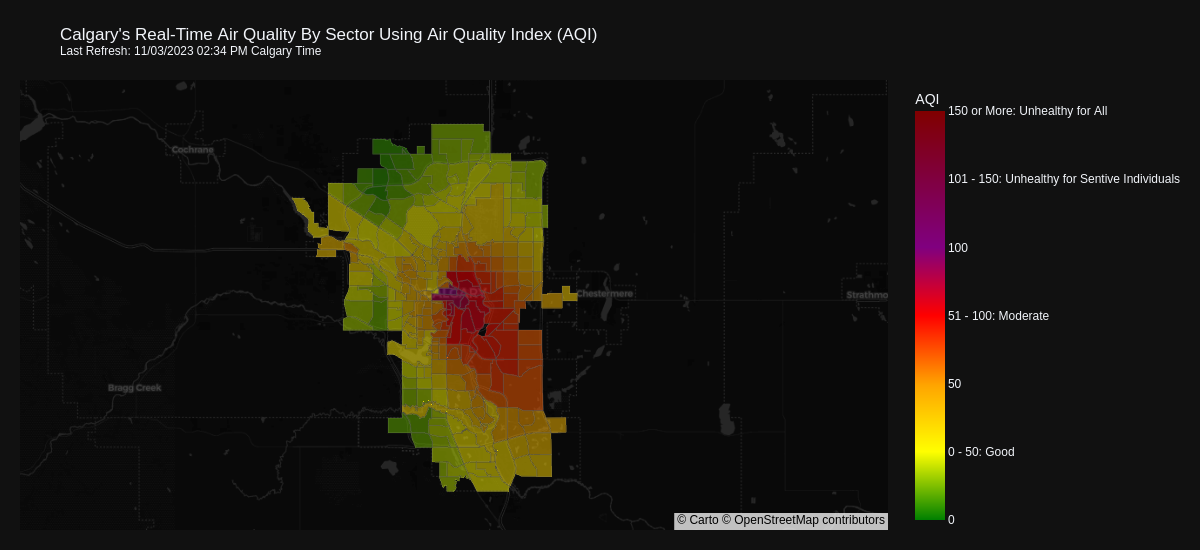 Calgary's Real-Time Air Quality By Sector Using Air Quality Index (AQI)
Last Refresh: 11/03/2023 02:34 PM Calgary Time
AQI
150 or More: Unhealthy for All
Cochrane
101 - 150: Unhealthy for Sentive Individuals
100
Chestermere
Strathmo
51 - 100: Moderate
50
Bragg Creek
0 - 50: Good
0
© Carto © OpenStreetMap contributors